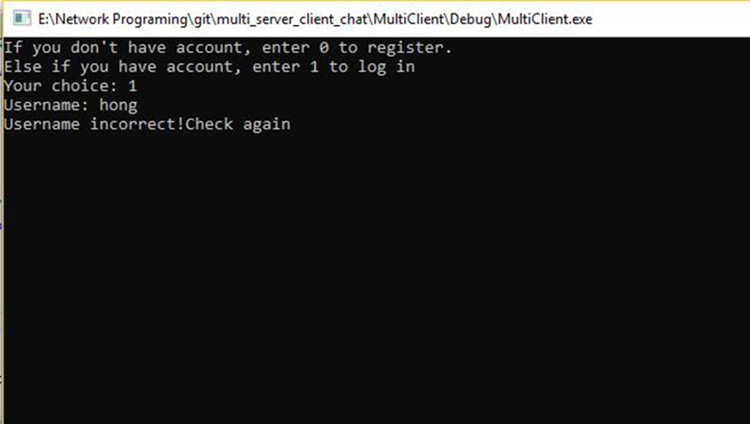 E:\Network Programing\git\multi_server_client_chat\MultiClient\Debug\MultiClient.exe
If you don't have account, enter 0 to register.
Else if you have account, enter 1 to log in
Your choice: 1
Username: hong
Username incorrect!Check again